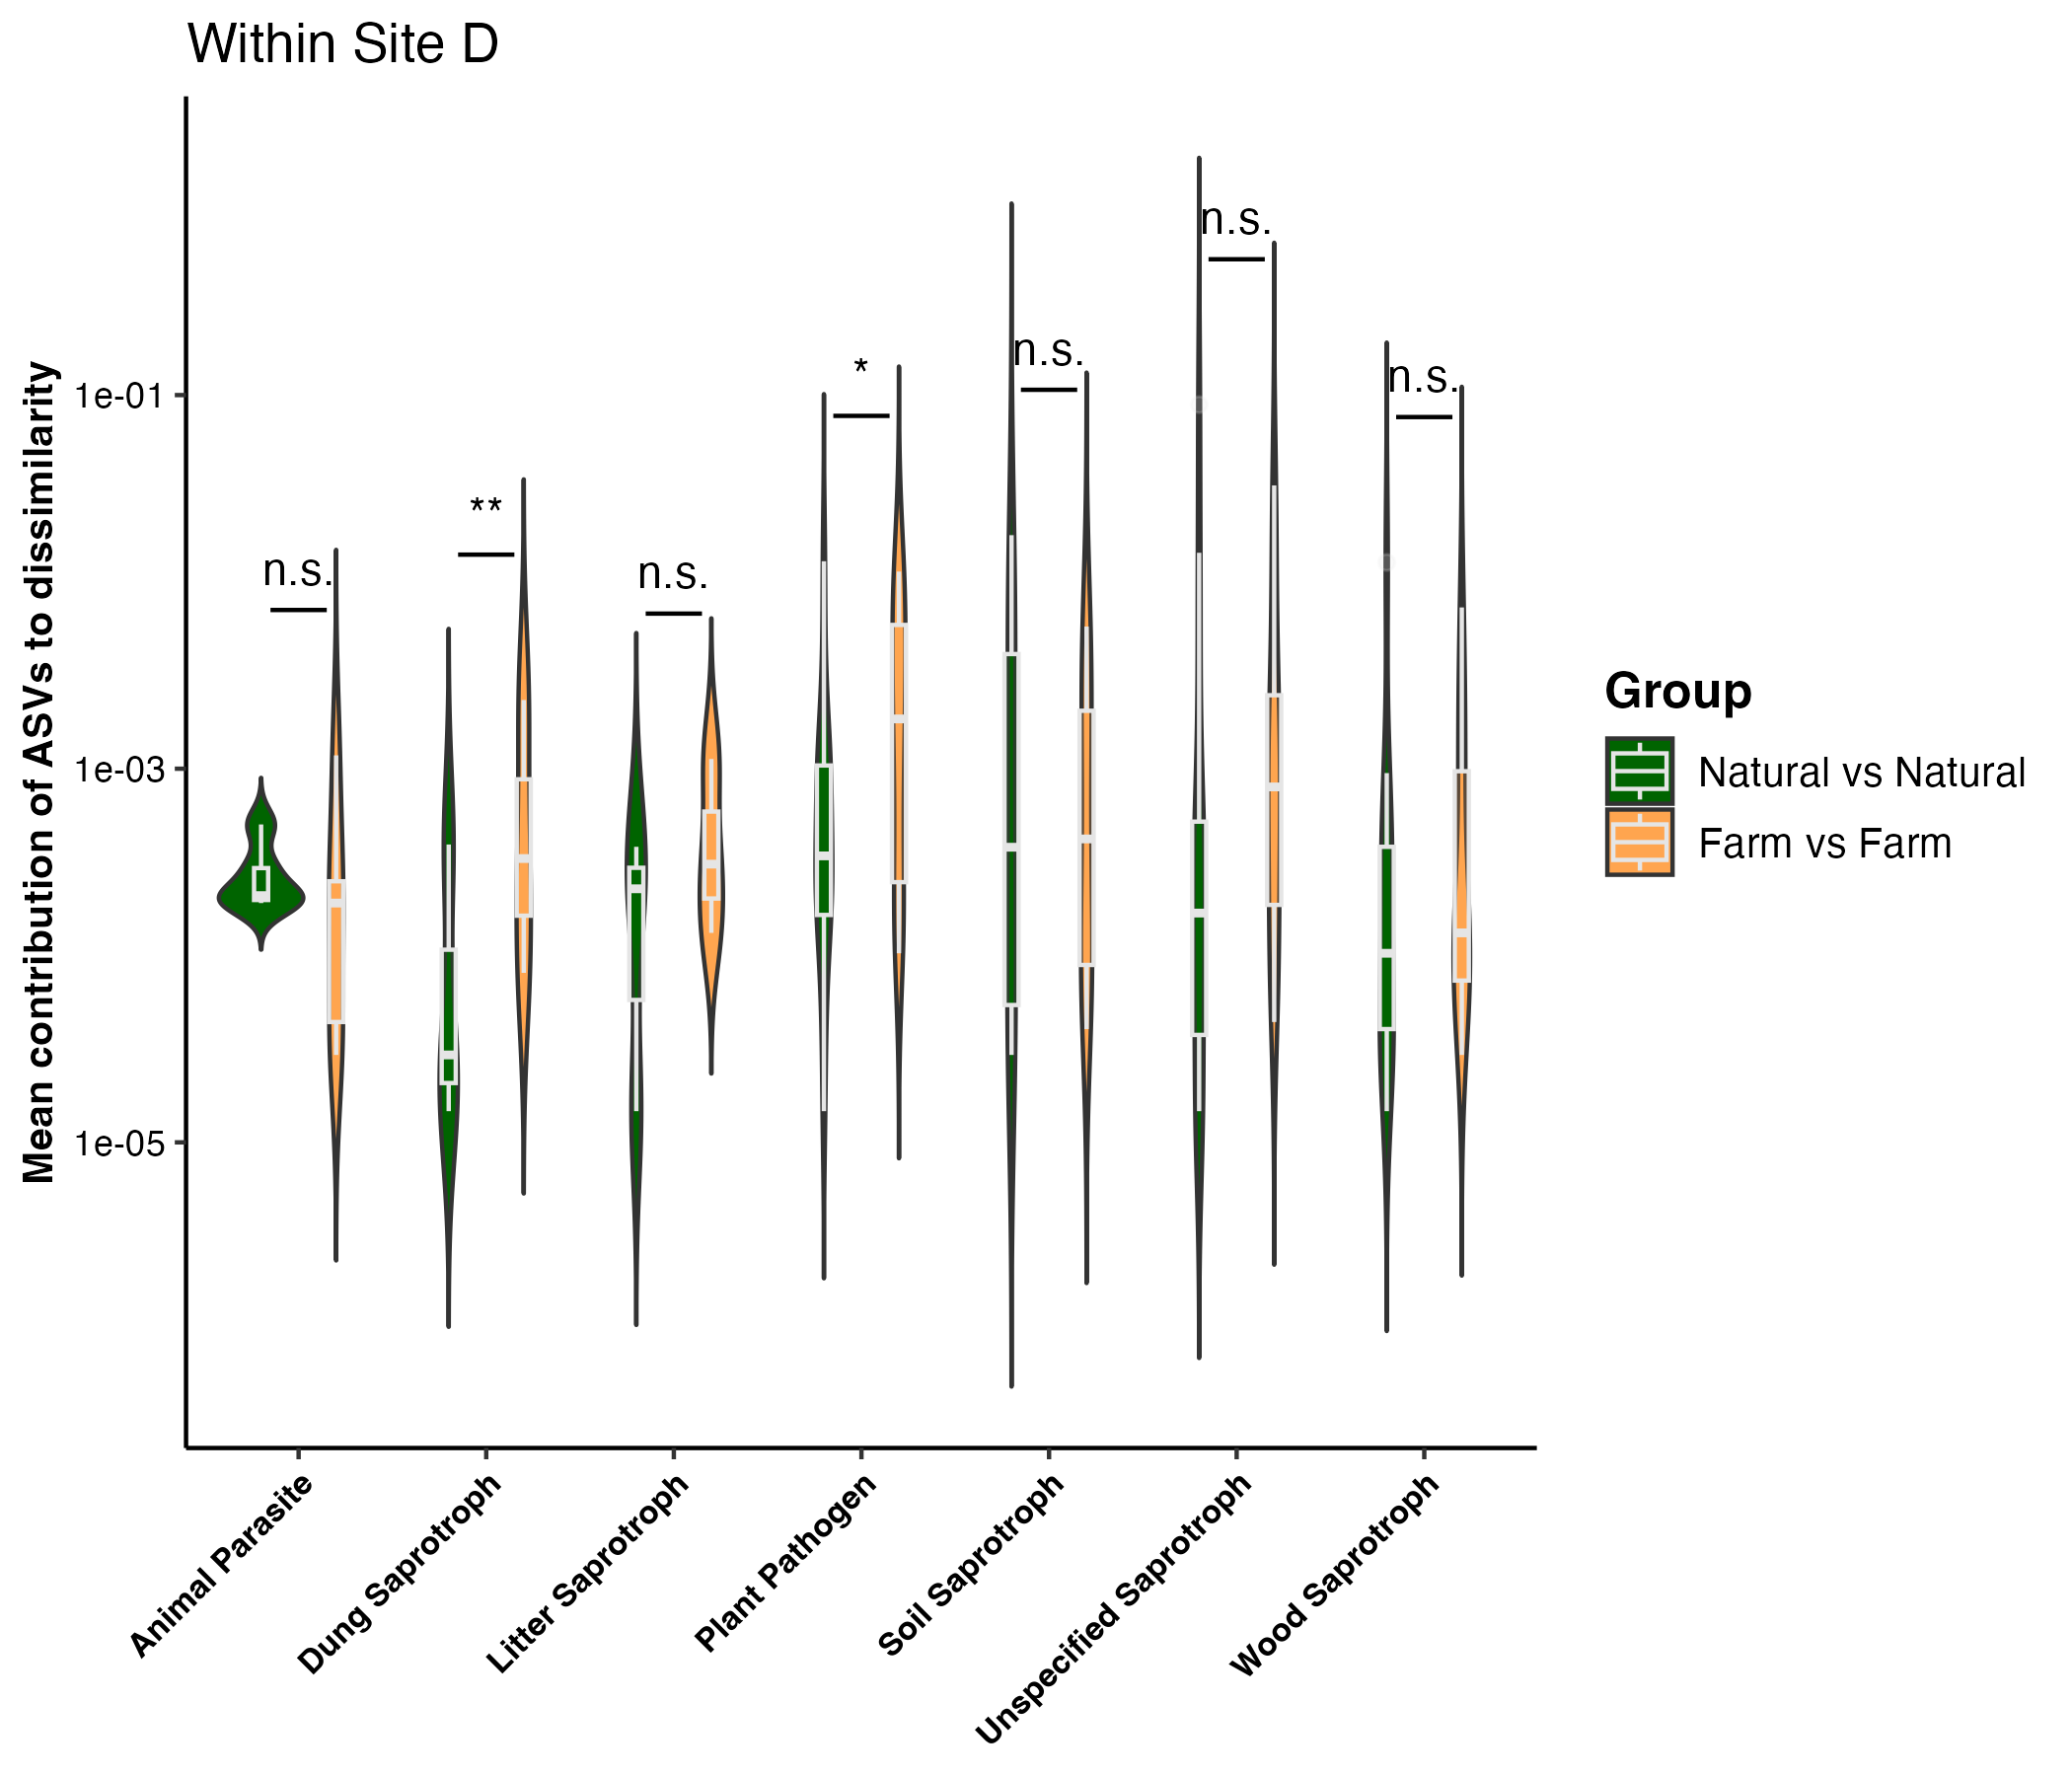 Within Site D
Mean contribution of ASVs to dissimilarity
1e-01
1e-03
1e-05
n.s.
**
n.s.
*
n.s.
n.s.
n.s.
Animal Parasite
Dung Saprotroph
Litter Saprotroph
Plant Pathogen
Soil Saprotroph
Unspecified Saprotroph
Wood Saprotroph
Group
Natural vs Natural
Farm vs Farm